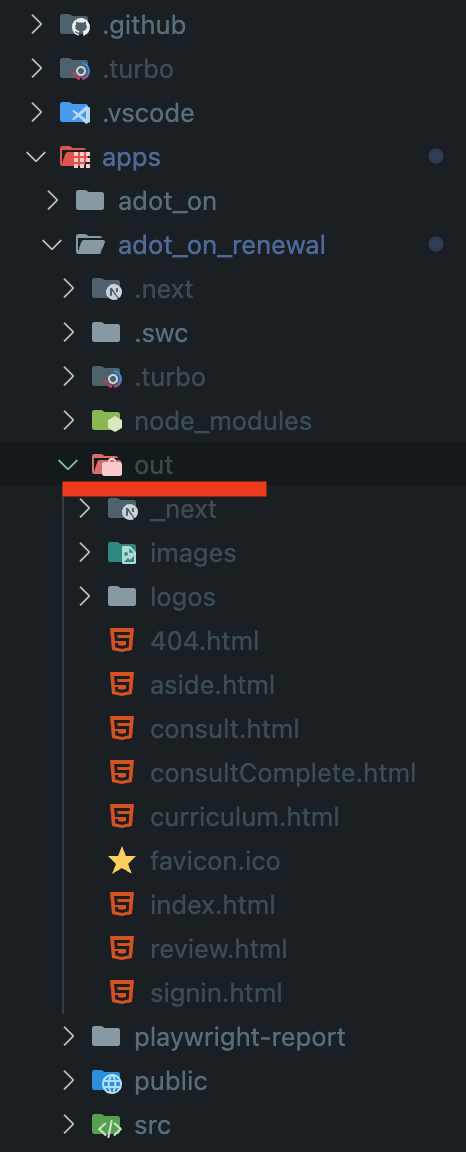 .github
.turbo
.vscode
apps
adot_on
adot_on_renewal
.next
.swc
.turbo
node_modules
out
_next
images
logos
404.html
aside.html
consult.html
consultComplete.html
curriculum.html
favicon.ico
index.html
review.html
signin.html
playwright-report
public
src